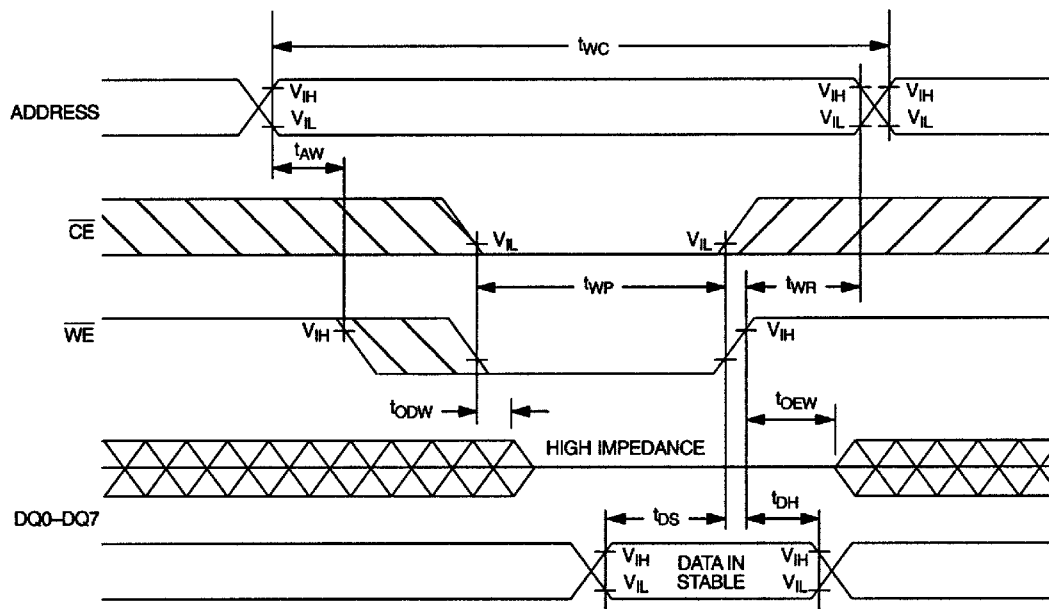 tWC
ADDRESS
VIH
VIL
VIH
VIL
VIH
VIL
tAW
CE
VIL
VIL
tWP
tWR
WE
VIH
VIH
tODW
tOEW
HIGH IMPEDANCE
DQ0–DQ7
tDS
tDH
VIH
VIL
DATA IN
STABLE
VIH
VIL